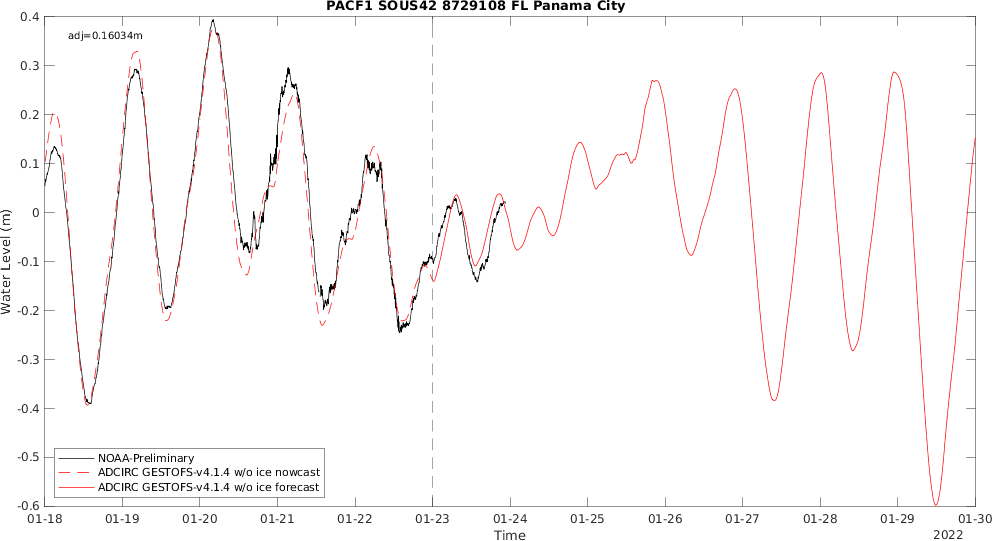 PACF1 SOUS42 8729108 FL Panama City
adj=0.16034m
0.4
0.3
0.2
0.1
0
-0.1
-0.2
-0.3
-0.4
-0.5
-0.6
Water Level (m)
NOAA-Preliminary
ADCIRC GESTOFS-v4.1.4 w/o ice nowcast
ADCIRC GESTOFS-v4.1.4 w/o ice forecast
01-18 01-19 01-20 01-21 01-22 01-23 01-24 01-25 01-26 01-27 01-28 01-29 01-30
Time
2022